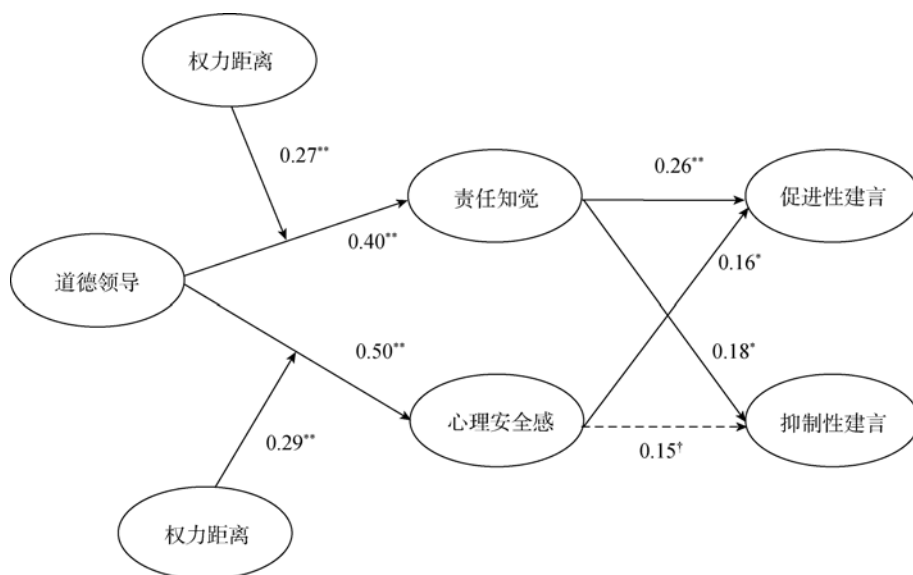 权力距离
0.27**
责任知觉
0.26**
促进性建言
0.40**
0.16*
道德领导
0.50**
0.18*
心理安全感
抑制性建言
0.29**
0.15†
权力距离